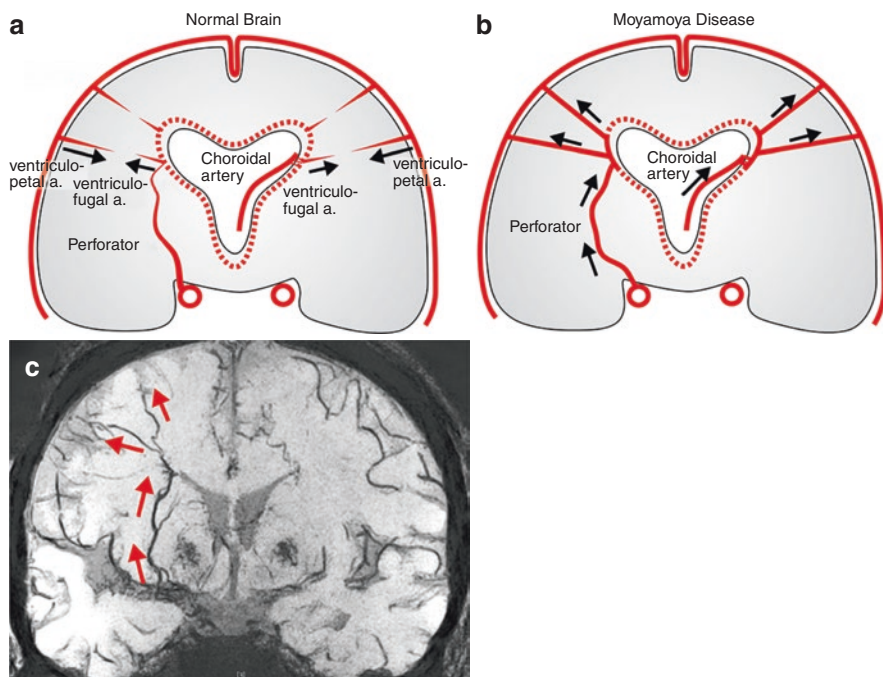 a
Normal Brain
ventriculo-
petal a.
ventriculo-
fugal a.
Choroidal
artery
ventriculo-
fugal a.
ventriculo-
petal a.
Perforator
b
Moyamoya Disease
Choroidal
artery
Perforator
c